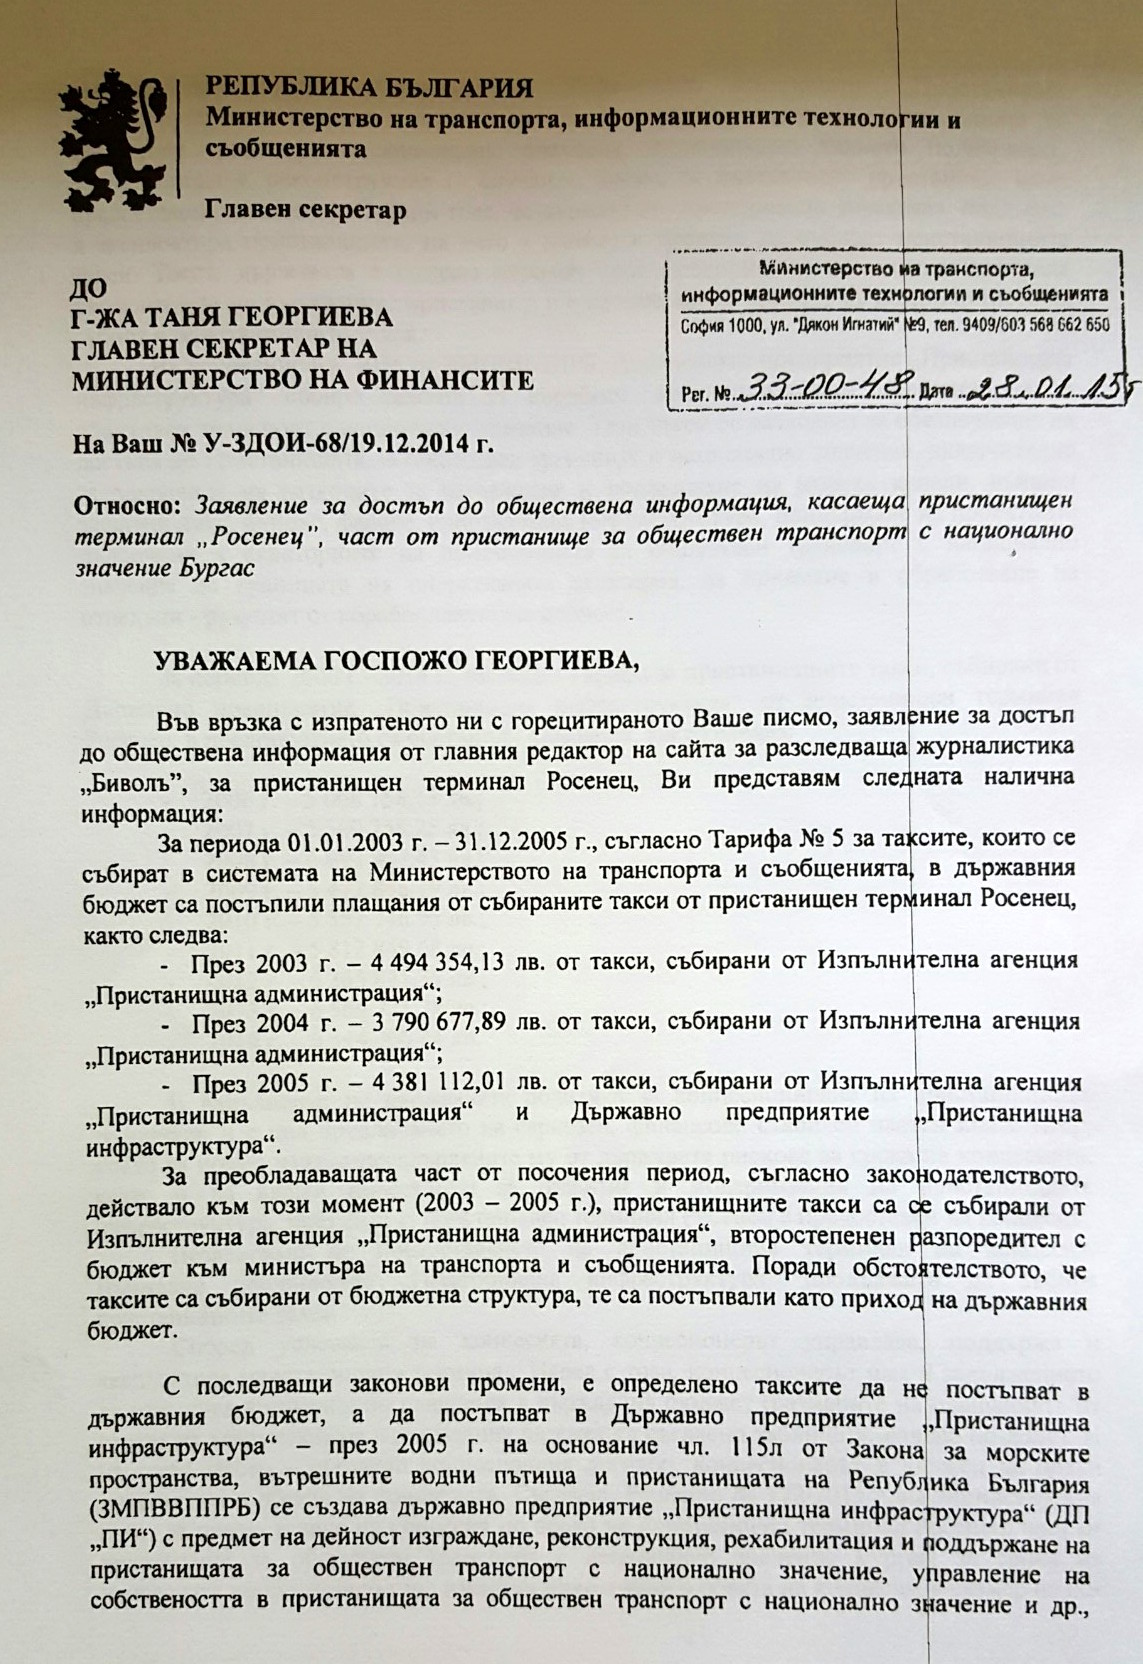 РЕПУБЛИКА БЪЛГАРИЯ
Министерство на транспорта, информационните технологии и
съобщенията
Главен секретар
Министерство на транспорта,
информационните технологии и съобщенията
София 1000, ул. "Дякон Игнатий" №9, тел. 9409/603 568 662 650
Рег. № 33-00-48 Дата 28.01.15г
ДО
Г-ЖА ТАНЯ ГЕОРГИЕВА
ГЛАВЕН СЕКРЕТАР НА
МИНИСТЕРСТВО НА ФИНАНСИТЕ
На Ваш № У-ЗДОИ-68/19.12.2014 г.
Относно: Заявление за достъп до обществена информация, касаеща пристанищен
терминал „Росенец", част от пристанище за обществен транспорт с национално
значение Бургас
УВАЖАЕМА ГОСПОЖО ГЕОРГИЕВА,
Във връзка с изпратеното ни с горецитираното Ваше писмо, заявление за достъп
до обществена информация от главния редактор на сайта за разследваща журналистика
„Биволъ”, за пристанищен терминал Росенец, Ви представям следната налична
информация:
За периода 01.01.2003 г. – 31.12.2005 г., съгласно Тарифа № 5 за таксите, които се
събират в системата на Министерството на транспорта и съобщенията, в държавния
бюджет са постъпили плащания от събираните такси от пристанищен терминал Росенец,
както следва:
- През 2003 г. – 4 494 354,13 лв. от такси, събирани от Изпълнителна агенция
„Пристанищна администрация“;
- През 2004 г. – 3 790 677,89 лв. от такси, събирани от Изпълнителна агенция
„Пристанищна администрация“;
- През 2005 г. – 4 381 112,01 лв. от такси, събирани от Изпълнителна агенция
„Пристанищна администрация“ и Държавно предприятие „Пристанищна
инфраструктура“.
За преобладаващата част от посочения период, съгласно законодателството,
действало към този момент (2003 – 2005 г.), пристанищните такси са се събирали от
Изпълнителна агенция „Пристанищна администрация“, второстепенен разпоредител с
бюджет към министъра на транспорта и съобщенията. Поради обстоятелството, че
таксите са събирани от бюджетна структура, те са постъпвали като приход на държавния
бюджет.
С последващи законови промени, е определено таксите да не постъпват в
държавния бюджет, а да постъпват в Държавно предприятие „Пристанищна
инфраструктура“ – през 2005 г. на основание чл. 115л от Закона за морските
пространства, вътрешните водни пътища и пристанищата на Република България
(ЗМПВВППРБ) се създава държавно предприятие „Пристанищна инфраструктура“ (ДП
„ПИ“) с предмет на дейност изграждане, реконструкция, рехабилитация и поддържане на
пристанищата за обществен транспорт с национално значение, управление на
собствеността в пристанищата за обществен транспорт с национално значение и др.,